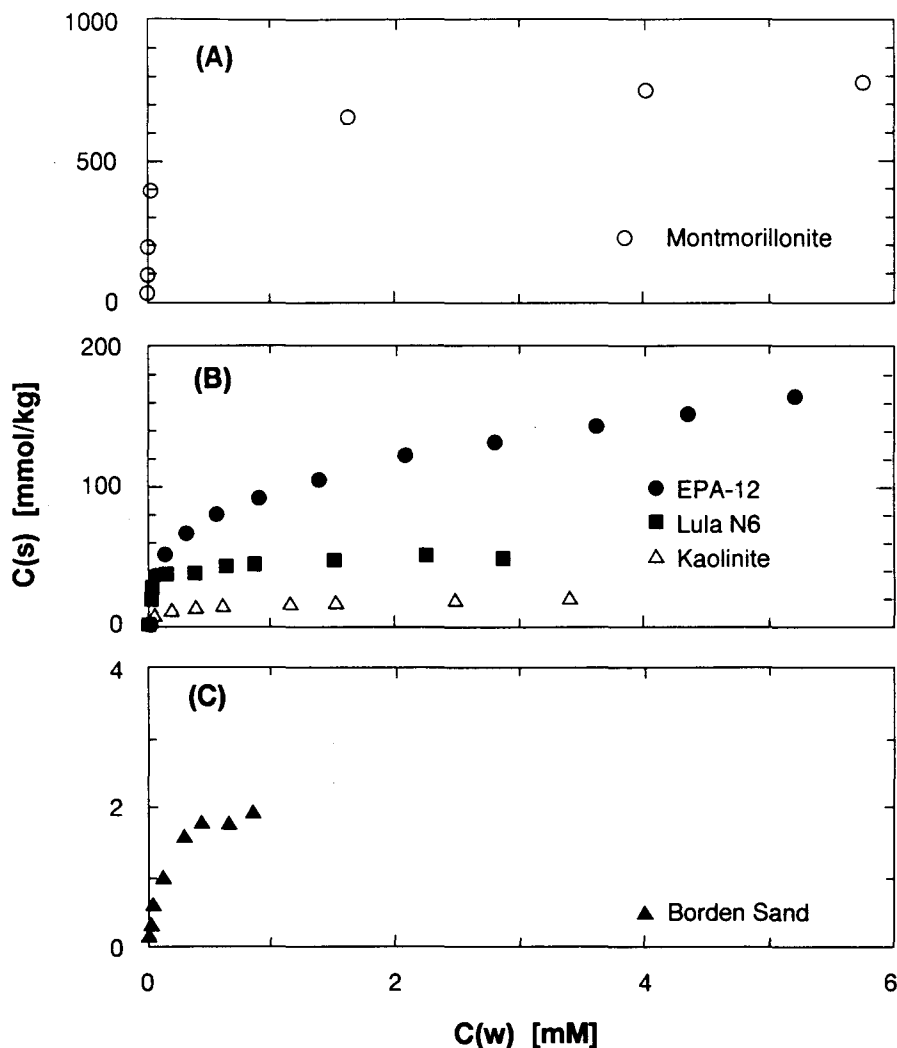 1000
(A)
500
Montmorillonite
0
200
(B)
EPA-12
100
Lula N6
Kaolinite
0
C(s) [mmol/kg]
4
(C)
2
Borden Sand
0
0 2 4 6
C(w) [mM]